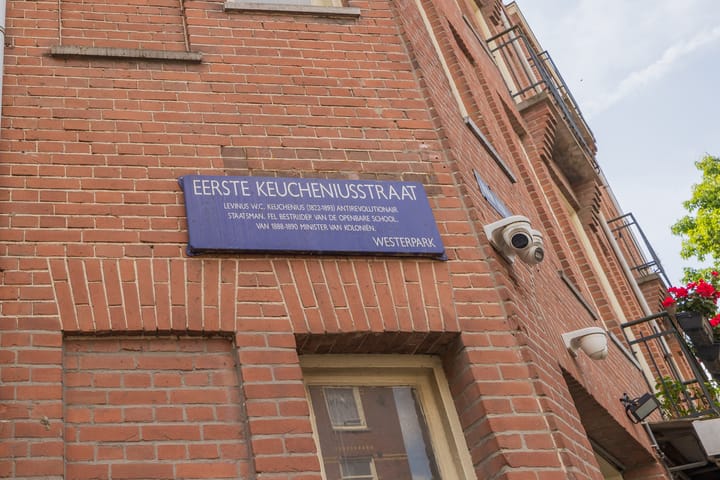 EERSTE KEUCHENIUSSTRAAT
LEVINUS W.C. KEUCHENIUS (1822-1893) ANTIREVOLUTIONAIR
STAATSMAN. FEL BESTRIJDER VAN DE OPENBARE SCHOOL.
VAN 1888-1890 MINISTER VAN KOLONIËN.
WESTERPARK